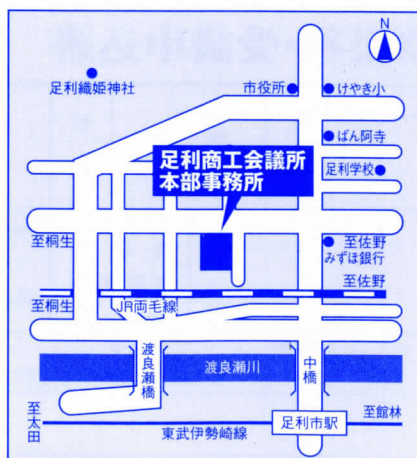 N
足利織姫神社
市役所
けやき小
ばん阿寺
足利学校
足利商工会議所
本部事務所
至桐生
至佐野
みずほ銀行
至佐野
至桐生
JR両毛線
渡良瀬橋
渡良瀬川
中橋
至太田
東武伊勢崎線
足利市駅
至館林